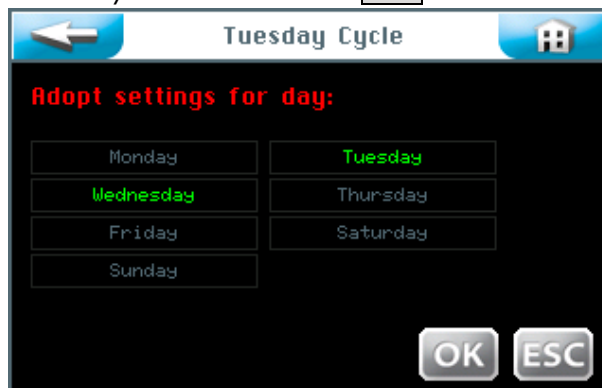 Tuesday Cycle
Adopt settings for day:
Monday Tuesday
Wednesday Thursday
Friday Saturday
Sunday
OK ESC